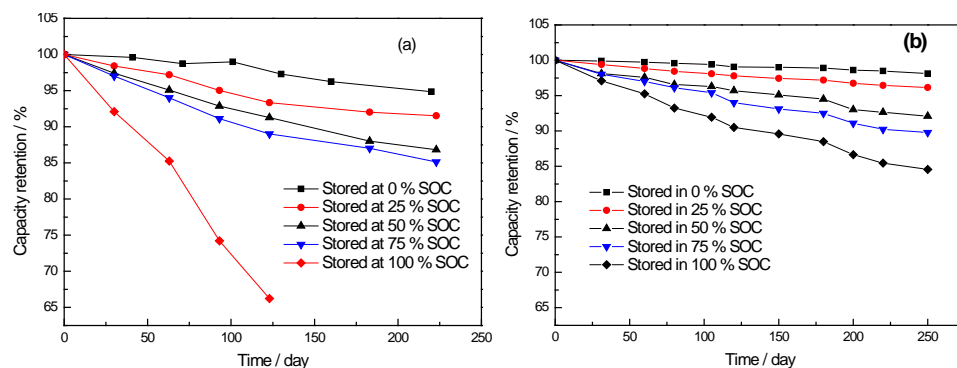 105
100
95
90
85
80
75
70
65
Capacity retention / %
(a)
Stored at 0 % SOC
Stored at 25 % SOC
Stored at 50 % SOC
Stored at 75 % SOC
Stored at 100 % SOC
0 50 100 150 200 250
Time / day
105
100
95
90
85
80
75
70
65
Capacity retention / %
(b)
Stored in 0 % SOC
Stored in 25 % SOC
Stored in 50 % SOC
Stored in 75 % SOC
Stored in 100 % SOC
0 50 100 150 200 250
Time / day